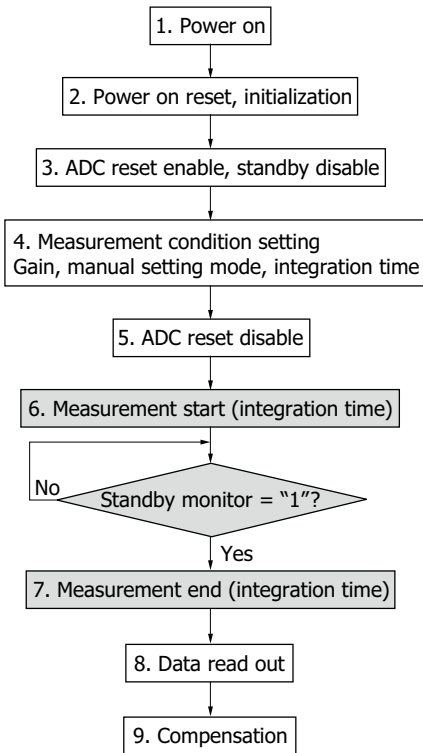 1. Power on
2. Power on reset, initialization
3. ADC reset enable, standby disable
4. Measurement condition setting
Gain, manual setting mode, integration time
5. ADC reset disable
6. Measurement start (integration time)
No
Standby monitor = “1”?
Yes
7. Measurement end (integration time)
8. Data read out
9. Compensation